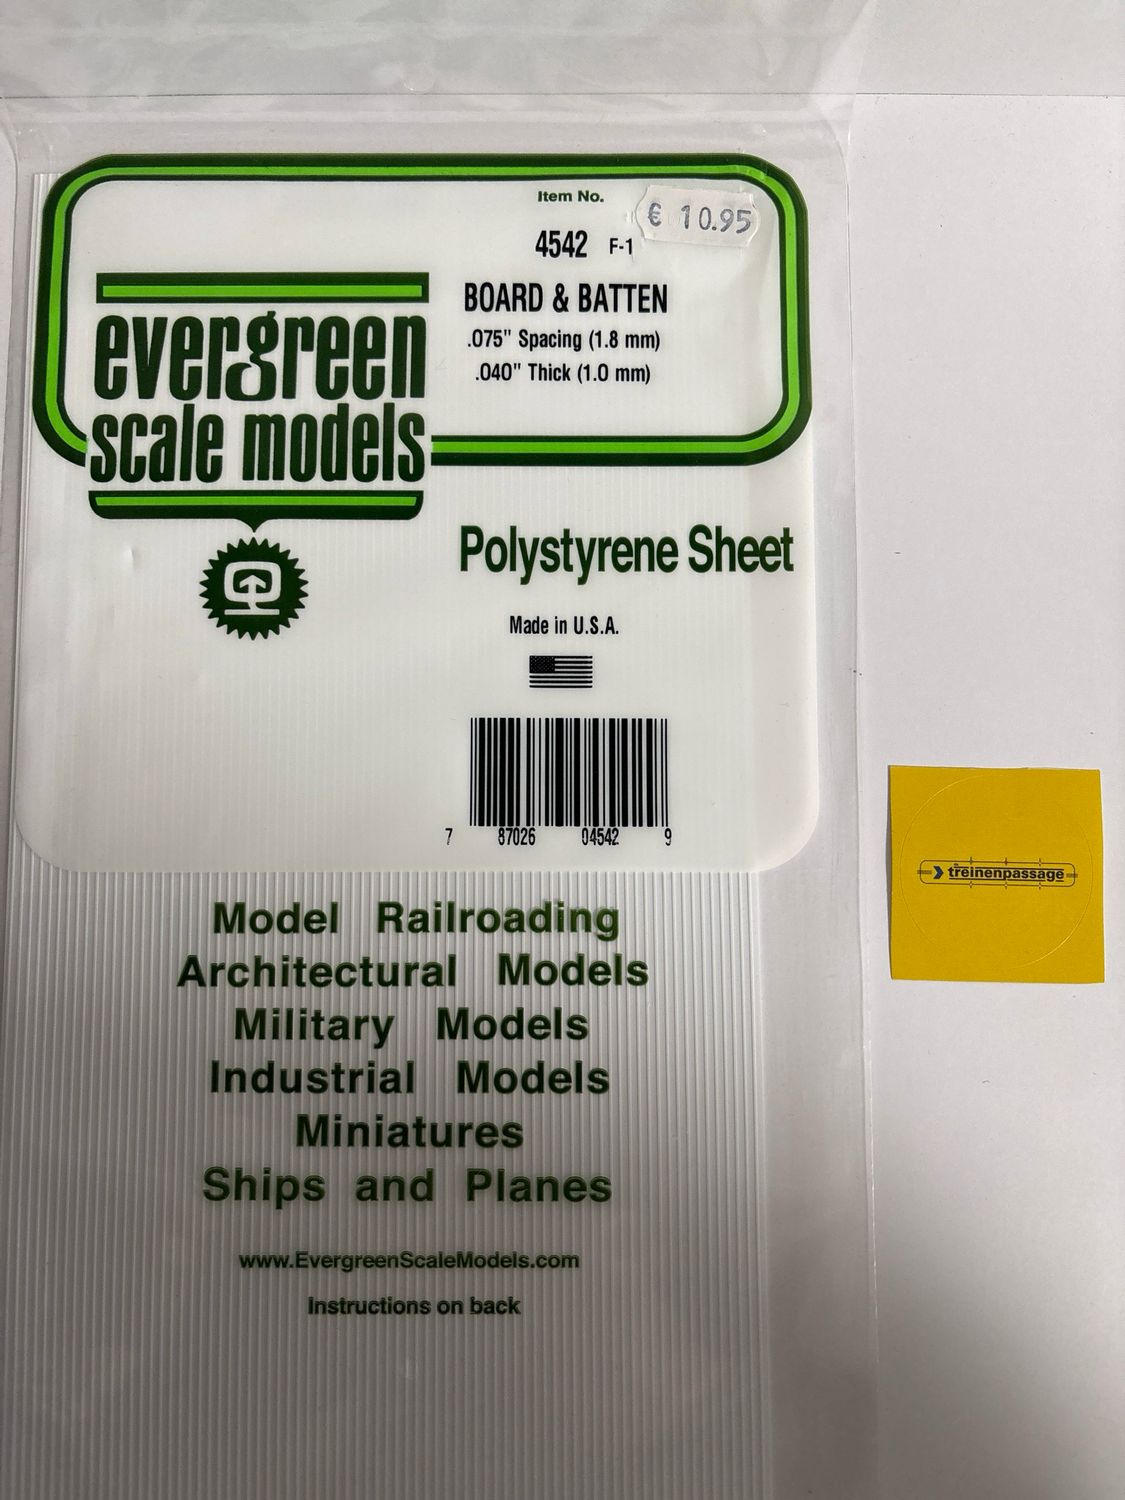 Item No.
€ 10.95
4542 F-1
BOARD & BATTEN
.075" Spacing (1.8 mm)
.040" Thick (1.0 mm)
evergreen
scale models
Polystyrene Sheet
Made in U.S.A.
7 87026 04542 9
Model Railroading
Architectural Models
Military Models
Industrial Models
Miniatures
Ships and Planes
www.EvergreenScaleModels.com
Instructions on back
de
treinenpassage